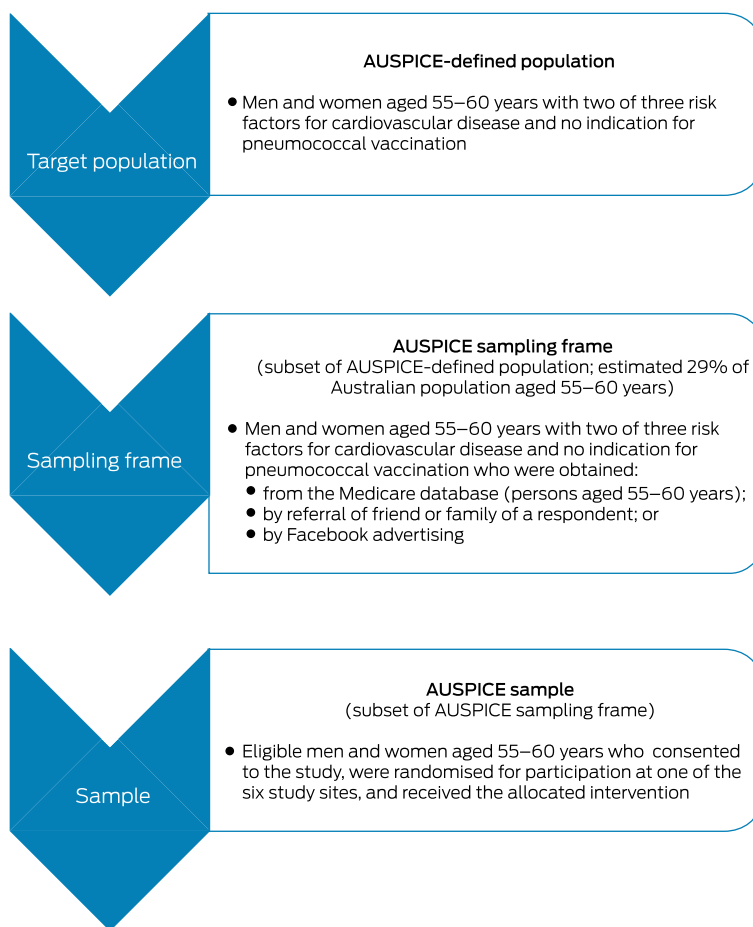 AUSPICE-defined population
● Men and women aged 55–60 years with two of three risk
factors for cardiovascular disease and no indication for
pneumococcal vaccination
Target population
AUSPICE sampling frame
(subset of AUSPICE-defined population; estimated 29% of
Australian population aged 55–60 years)
● Men and women aged 55–60 years with two of three risk
factors for cardiovascular disease and no indication for
pneumococcal vaccination who were obtained:
● from the Medicare database (persons aged 55–60 years);
● by referral of friend or family of a respondent; or
● by Facebook advertising
Sampling frame
AUSPICE sample
(subset of AUSPICE sampling frame)
● Eligible men and women aged 55–60 years who consented
to the study, were randomised for participation at one of the
six study sites, and received the allocated intervention
Sample